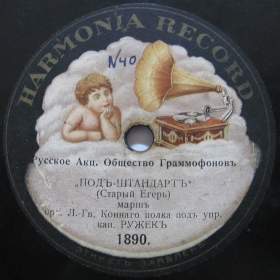 HARMONIA RECORD
№40
Русское Акц. Общество Граммофоновъ
„ПОДЪ-ШТАНДАРТЪ“
(Старый Егерь)
маршъ
орк. Л.-Гв. Коннаго полка подъ упр.
кап. РУЖЕКЪ
1890.